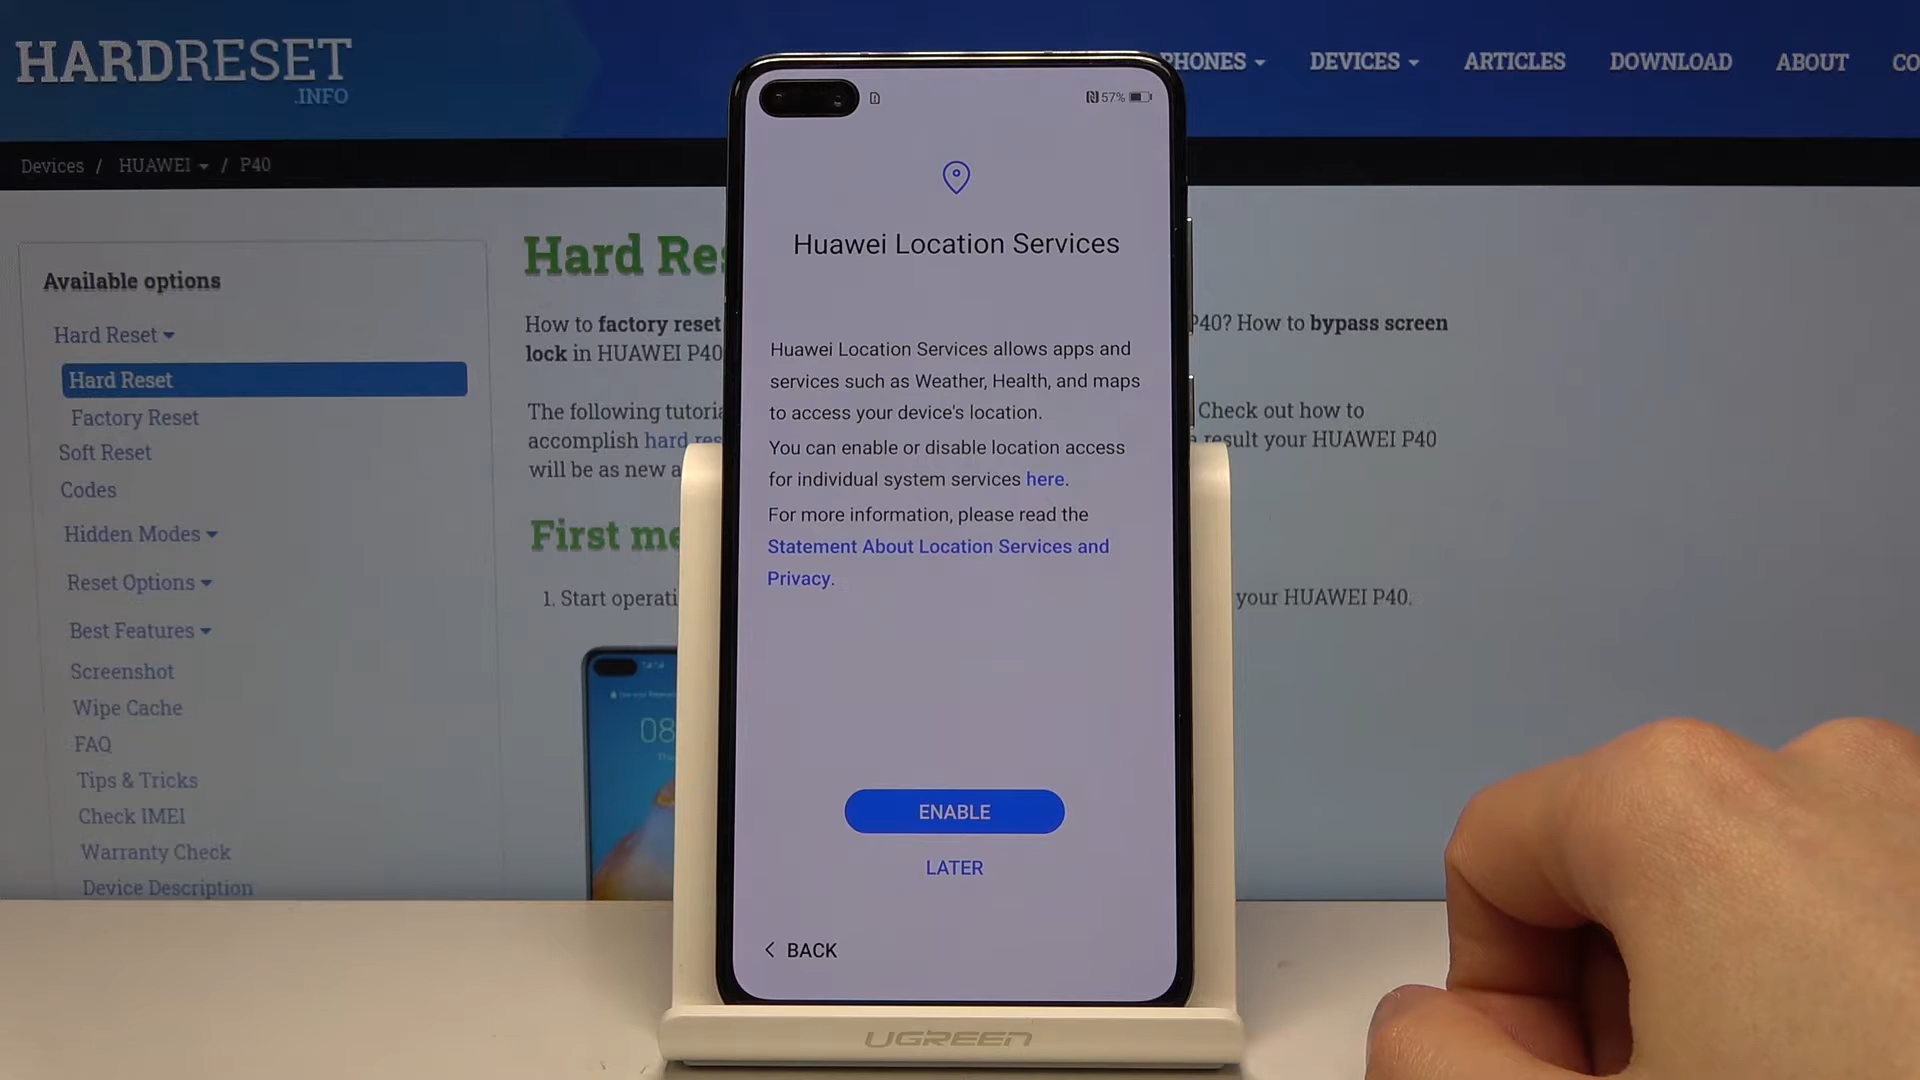 HARDRESET
.INFO
PHONES DEVICES ARTICLES DOWNLOAD ABOUT CO
Devices / HUAWEI / P40
Available options
Hard Reset
Hard Reset
Factory Reset
Soft Reset
Codes
Hidden Modes
Reset Options
Best Features
Screenshot
Wipe Cache
FAQ
Tips & Tricks
Check IMEI
Warranty Check
Device Description
Hard Res
How to factory reset P40? How to bypass screen
lock in HUAWEI P40
The following tutoria Check out how to
accomplish hard res a result your HUAWEI P40
will be as new a
First me
1. Start operati your HUAWEI P40.
08
57%
Huawei Location Services
Huawei Location Services allows apps and
services such as Weather, Health, and maps
to access your device's location.
You can enable or disable location access
for individual system services here.
For more information, please read the
Statement About Location Services and
Privacy.
ENABLE
LATER
< BACK
UGREEN